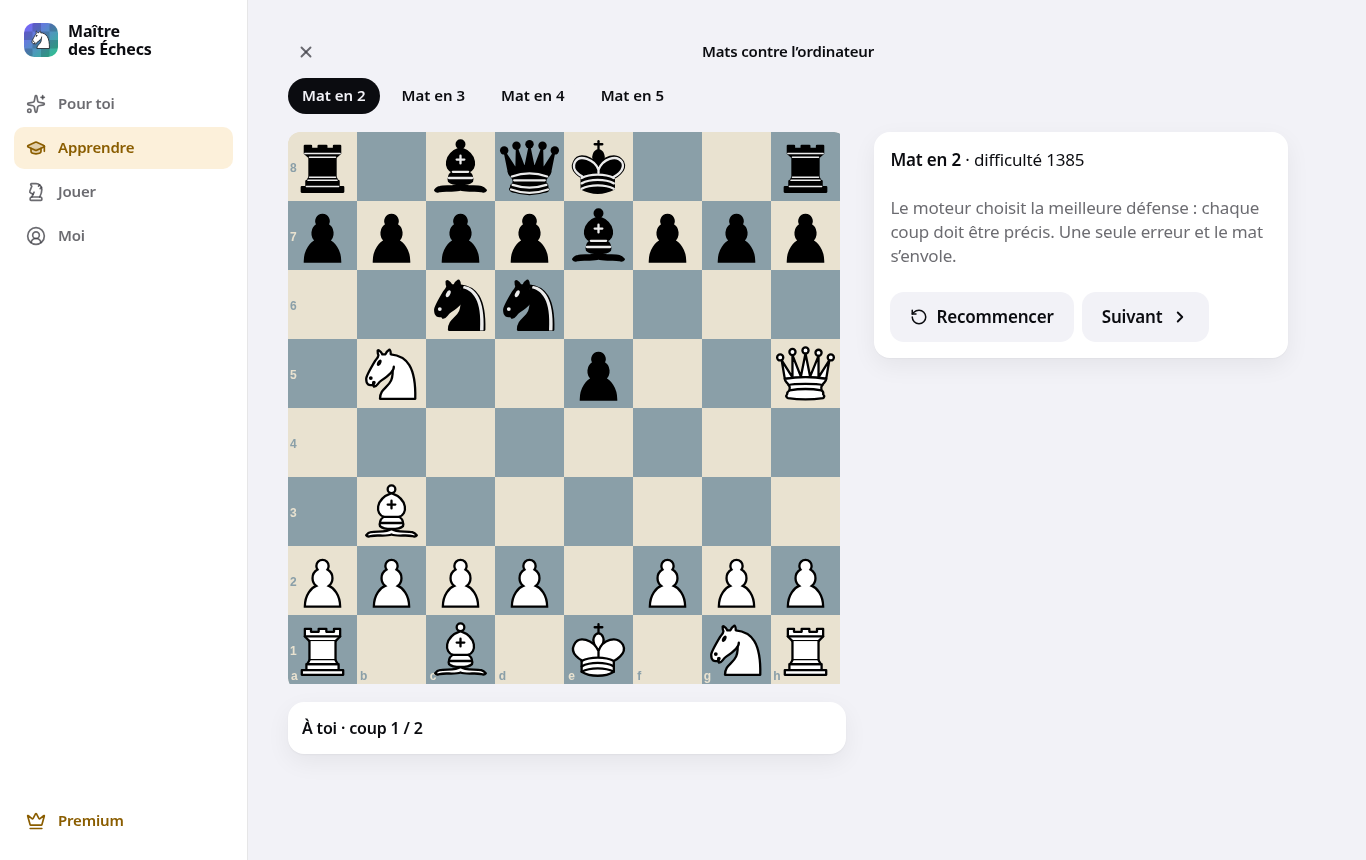 Maître
des Échecs
Pour toi
Apprendre
Jouer
Moi
Premium
Mats contre l’ordinateur
Mat en 2
Mat en 3
Mat en 4
Mat en 5
8
7
6
5
4
3
2
1
a b c d e f g h
À toi · coup 1 / 2
Mat en 2 · difficulté 1385
Le moteur choisit la meilleure défense : chaque
coup doit être précis. Une seule erreur et le mat
s’envole.
Recommencer
Suivant